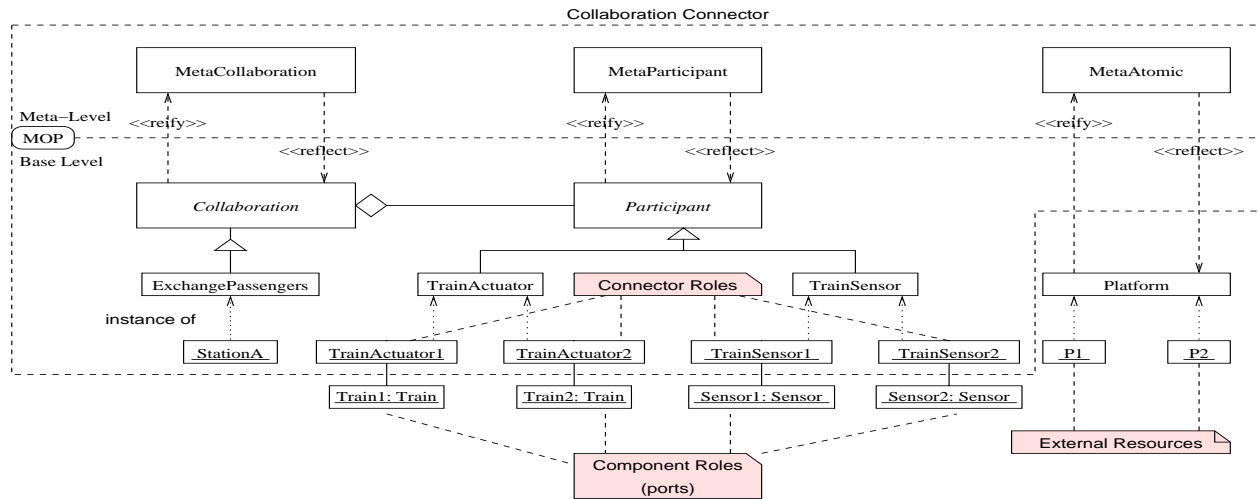 Collaboration Connector
MetaCollaboration
MetaParticipant
MetaAtomic
Meta−Level
<<reify>>
<<reify>>
<<reify>>
MOP
Base Level
<<reflect>>
<<reflect>>
<<reflect>>
Collaboration
Participant
ExchangePassengers
TrainActuator
Connector Roles
TrainSensor
Platform
instance of
StationA
TrainActuator1
TrainActuator2
TrainSensor1
TrainSensor2
P1
P2
Train1: Train
Train2: Train
Sensor1: Sensor
Sensor2: Sensor
External Resources
Component Roles
(ports)